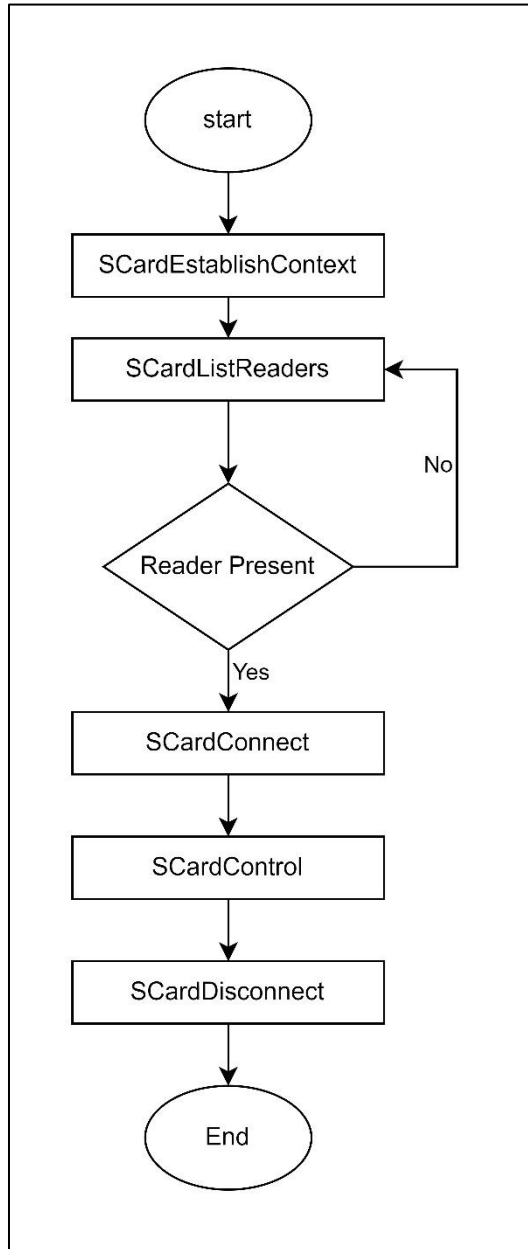 start
SCardEstablishContext
SCardListReaders
No
Reader Present
Yes
SCardConnect
SCardControl
SCardDisconnect
End